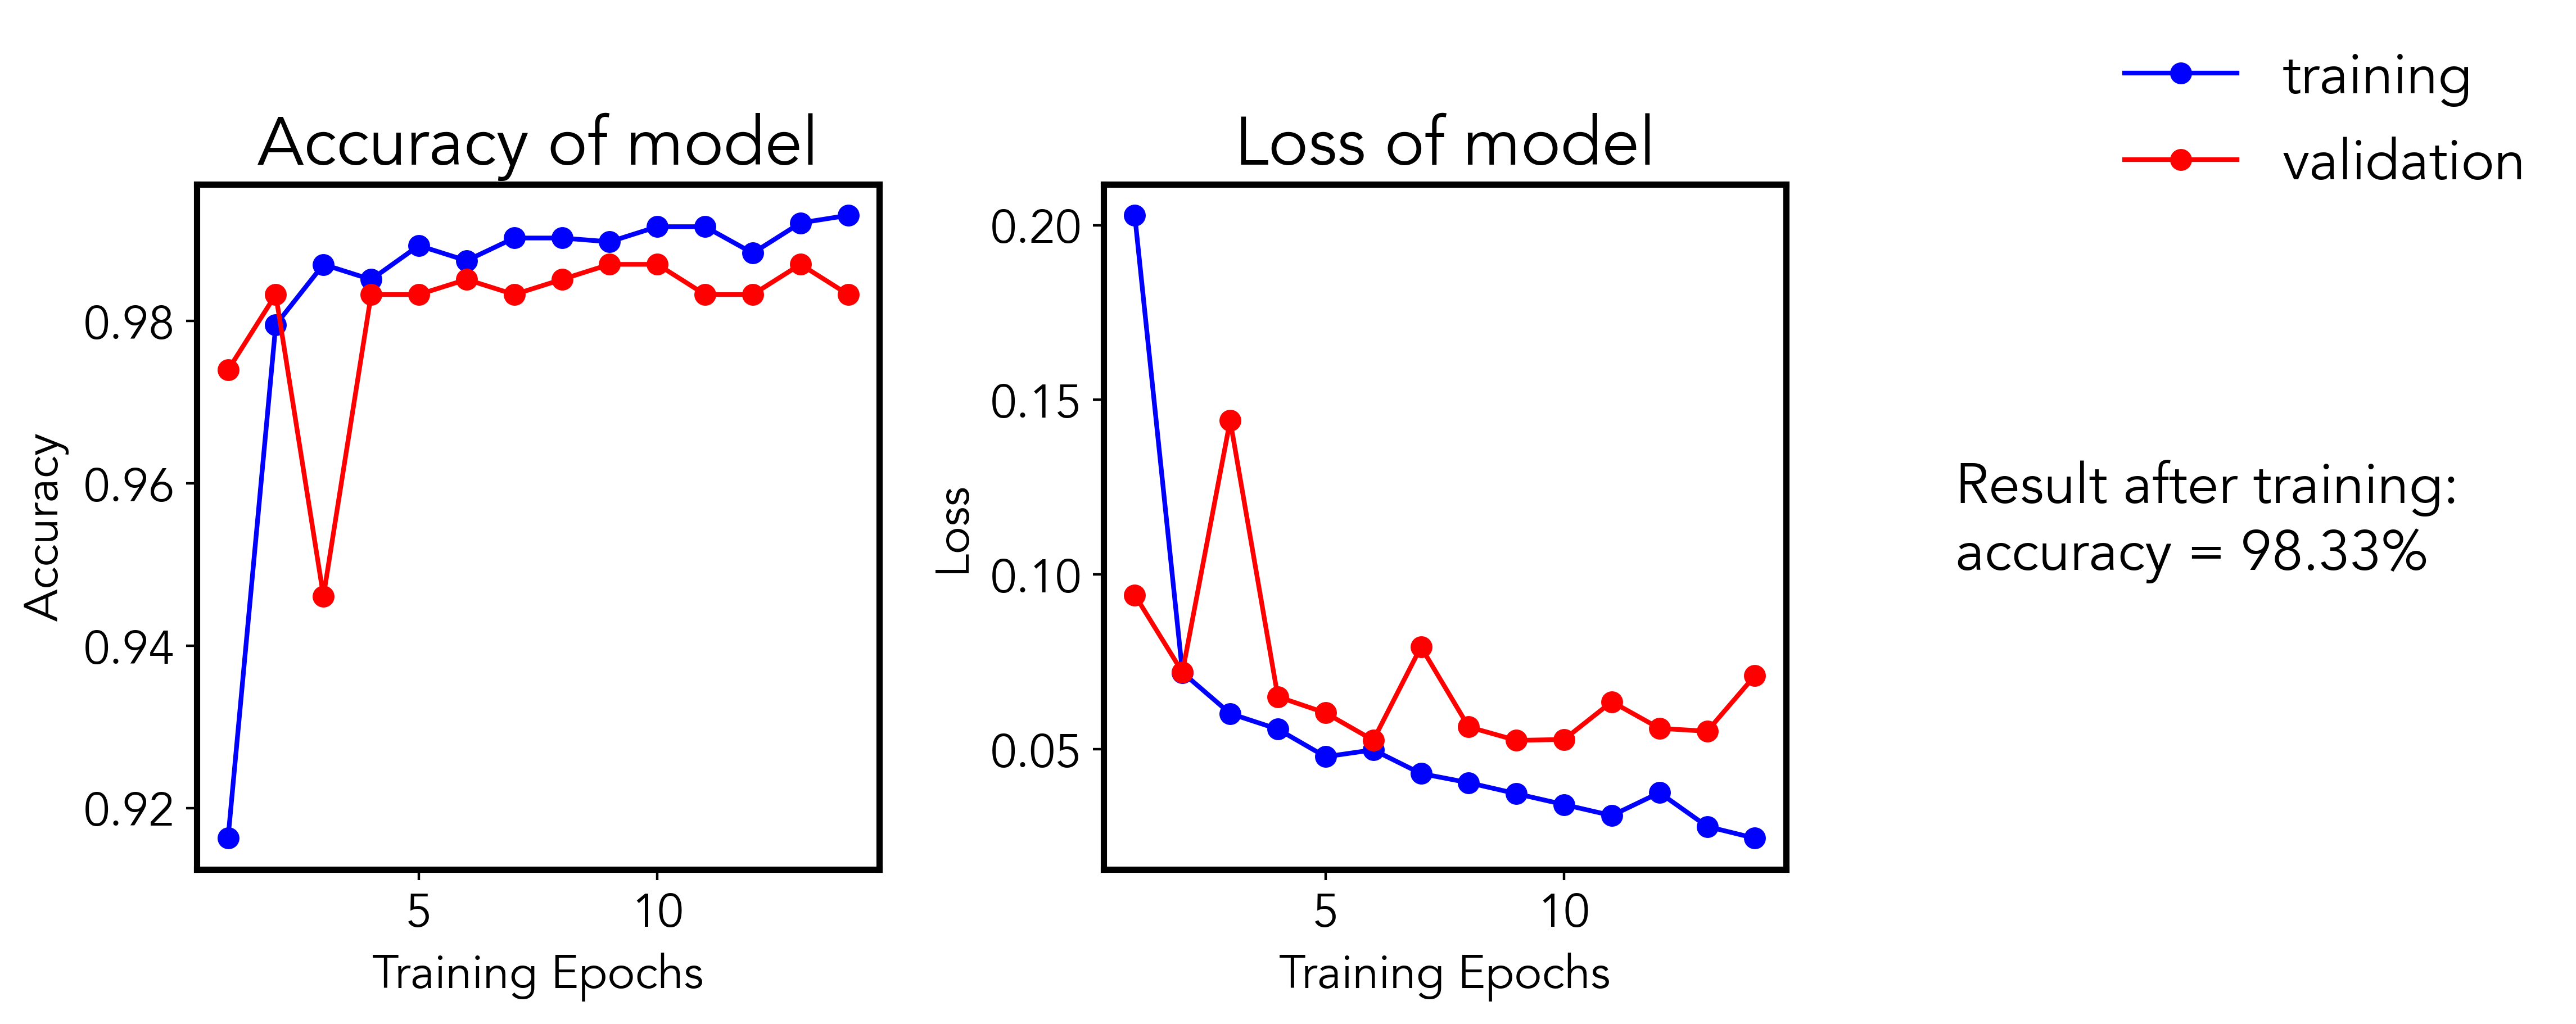 training
validation
Accuracy of model
Loss of model
Accuracy
0.98
0.96
0.94
0.92
5
10
Training Epochs
Loss
0.20
0.15
0.10
0.05
5
10
Training Epochs
Result after training:
accuracy = 98.33%